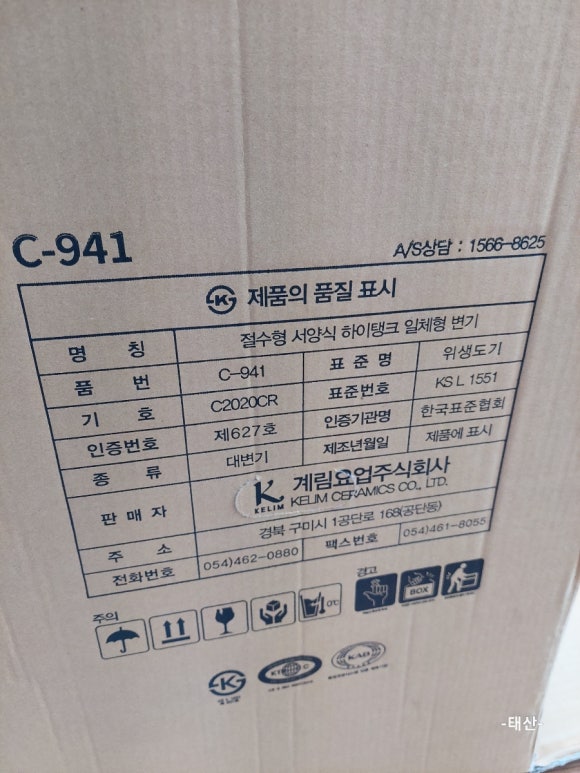 C-941
A/S상담 : 1566-8625
제품의 품질 표시
명 칭 절수형 서양식 하이탱크 일체형 변기
품 번 C-941 표 준 명 위생도기
기 호 C2020CR 표준번호 KS L 1551
인증번호 제627호 인증기관명 한국표준협회
종 류 대변기 제조년월일 제품에 표시
판 매 자 K KELIM 계림요업주식회사
KELIM CERAMICS CO., LTD.
주 소 경북 구미시 1공단로 168(공단동)
전화번호 054)462-0880 팩스번호 054)461-8055
주의
경고
0℃
BOX
KAB
-태산-